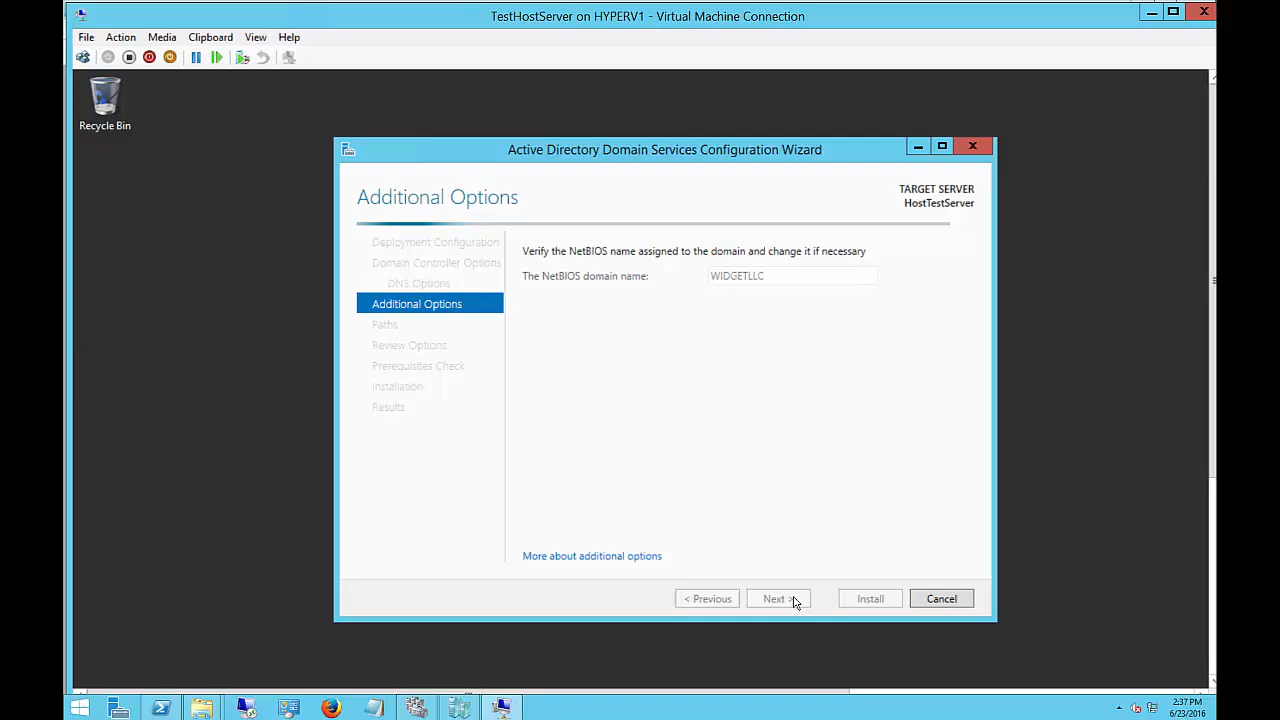 TestHostServer on HYPERV1 - Virtual Machine Connection
File Action Media Clipboard View Help
Recycle Bin
Active Directory Domain Services Configuration Wizard
Additional Options
TARGET SERVER
HostTestServer
Deployment Configuration
Domain Controller Options
DNS Options
Additional Options
Paths
Review Options
Prerequisites Check
Installation
Results
Verify the NetBIOS name assigned to the domain and change it if necessary
The NetBIOS domain name: WIDGETLLC
More about additional options
< Previous Next > Install Cancel
2:37 PM
6/23/2016